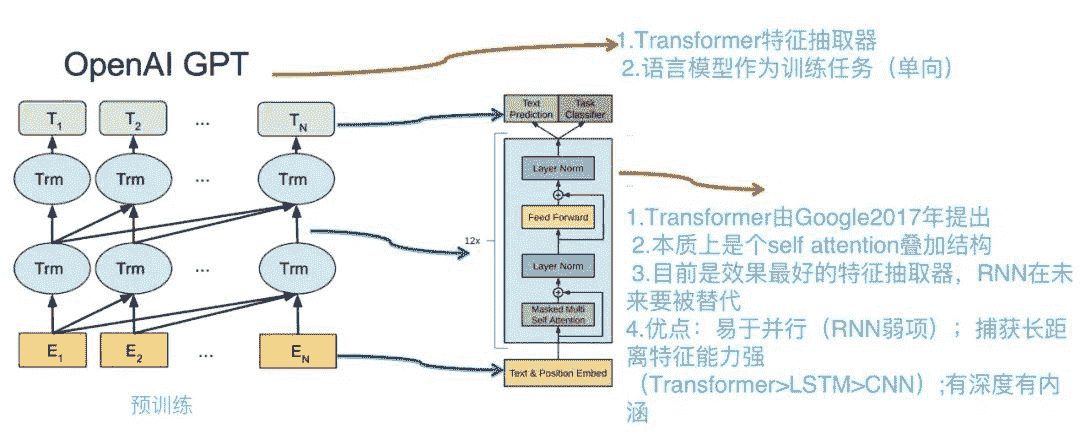 1.Transformer特征抽取器
2.语言模型作为训练任务（单向）
OpenAI GPT
T1 T2 ... TN
Trm Trm ... Trm
Trm Trm ... Trm
E1 E2 ... EN
预训练
Text Prediction
Task Classifier
Layer Norm
Feed Forward
12x
Layer Norm
Masked Multi
Self Attention
Text & Position Embed
1.Transformer由Google2017年提出
2.本质上是个self attention叠加结构
3.目前是效果最好的特征抽取器，RNN在未
来要被替代
4.优点：易于并行（RNN弱项）；捕获长距
离特征能力强
（Transformer>LSTM>CNN）;有深度有内
涵